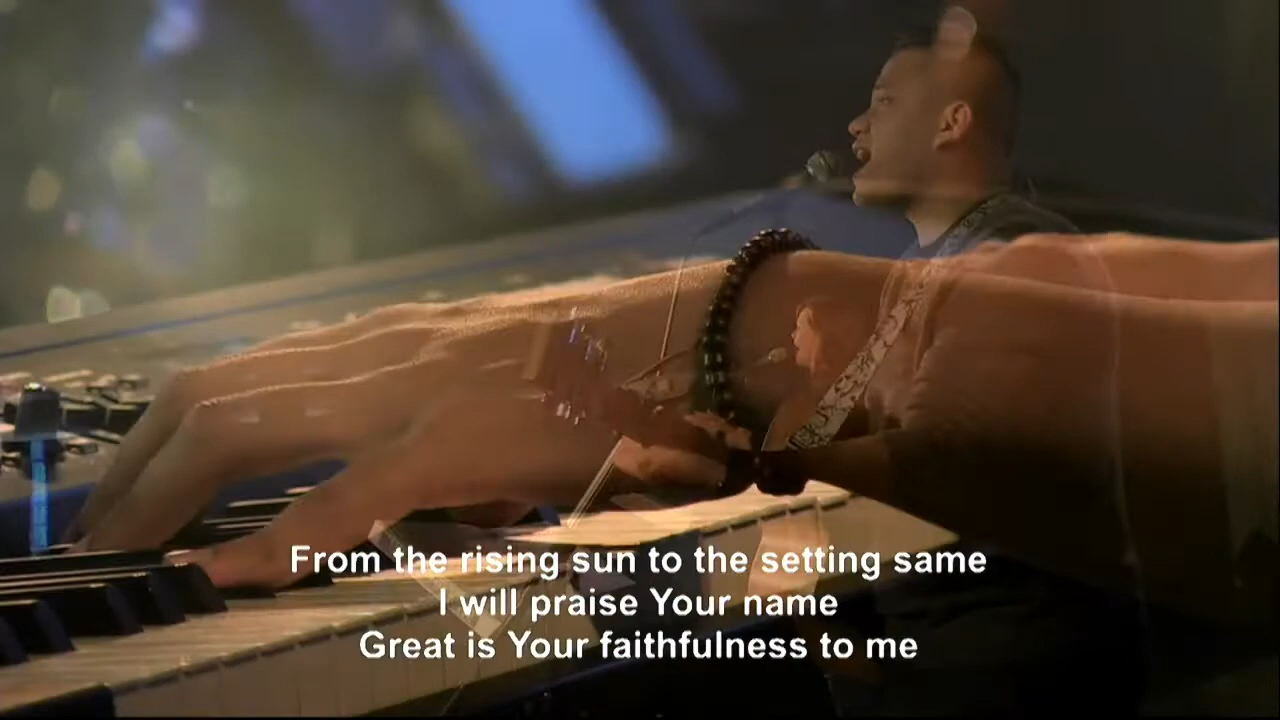 From the rising sun to the setting same
I will praise Your name
Great is Your faithfulness to me